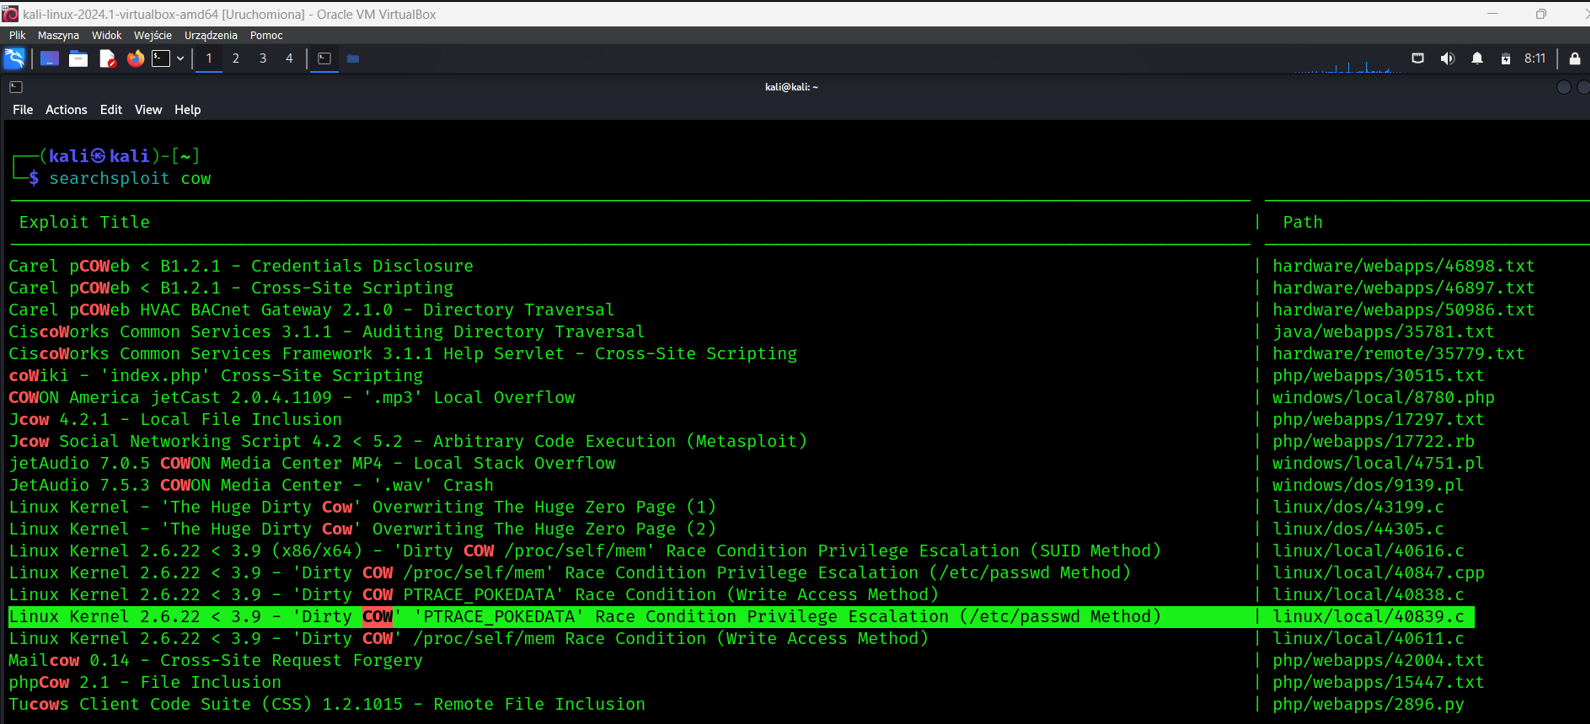 kali-linux-2024.1-virtualbox-amd64 [Uruchomiona] - Oracle VM VirtualBox
Plik Maszyna Widok Wejście Urządzenia Pomoc
1 2 3 4 8:11
kali@kali: ~
File Actions Edit View Help
┌──(kali㉿kali)-[~]
└─$ searchsploit cow
Exploit Title | Path
Carel pCOWeb < B1.2.1 - Credentials Disclosure | hardware/webapps/46898.txt
Carel pCOWeb < B1.2.1 - Cross-Site Scripting | hardware/webapps/46897.txt
Carel pCOWeb HVAC BACnet Gateway 2.1.0 - Directory Traversal | hardware/webapps/50986.txt
CiscoWorks Common Services 3.1.1 - Auditing Directory Traversal | java/webapps/35781.txt
CiscoWorks Common Services Framework 3.1.1 Help Servlet - Cross-Site Scripting | hardware/remote/35779.txt
coWiki - 'index.php' Cross-Site Scripting | php/webapps/30515.txt
COWON America jetCast 2.0.4.1109 - '.mp3' Local Overflow | windows/local/8780.php
Jcow 4.2.1 - Local File Inclusion | php/webapps/17297.txt
Jcow Social Networking Script 4.2 < 5.2 - Arbitrary Code Execution (Metasploit) | php/webapps/17722.rb
jetAudio 7.0.5 COWON Media Center MP4 - Local Stack Overflow | windows/local/4751.pl
JetAudio 7.5.3 COWON Media Center - '.wav' Crash | windows/dos/9139.pl
Linux Kernel - 'The Huge Dirty Cow' Overwriting The Huge Zero Page (1) | linux/dos/43199.c
Linux Kernel - 'The Huge Dirty Cow' Overwriting The Huge Zero Page (2) | linux/dos/44305.c
Linux Kernel 2.6.22 < 3.9 (x86/x64) - 'Dirty COW /proc/self/mem' Race Condition Privilege Escalation (SUID Method) | linux/local/40616.c
Linux Kernel 2.6.22 < 3.9 - 'Dirty COW /proc/self/mem' Race Condition Privilege Escalation (/etc/passwd Method) | linux/local/40847.cpp
Linux Kernel 2.6.22 < 3.9 - 'Dirty COW PTRACE_POKEDATA' Race Condition (Write Access Method) | linux/local/40838.c
Linux Kernel 2.6.22 < 3.9 - 'Dirty COW' 'PTRACE_POKEDATA' Race Condition Privilege Escalation (/etc/passwd Method) | linux/local/40839.c
Linux Kernel 2.6.22 < 3.9 - 'Dirty COW' /proc/self/mem Race Condition (Write Access Method) | linux/local/40611.c
Mailcow 0.14 - Cross-Site Request Forgery | php/webapps/42004.txt
phpCow 2.1 - File Inclusion | php/webapps/15447.txt
Tucows Client Code Suite (CSS) 1.2.1015 - Remote File Inclusion | php/webapps/2896.py